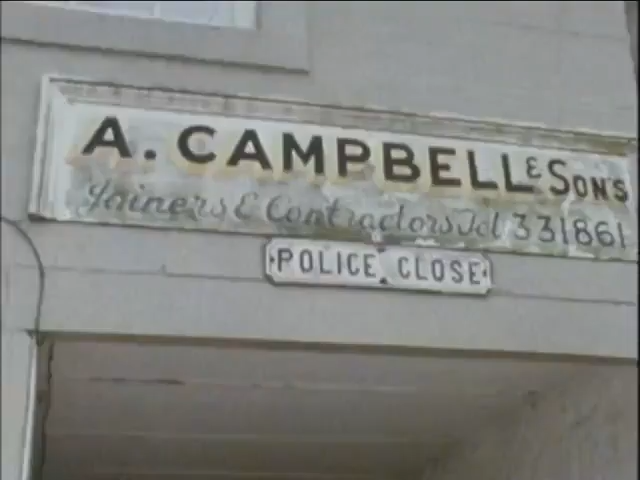 A. CAMPBELL & SONS
Joiners & Contractors Tel 331861
POLICE CLOSE